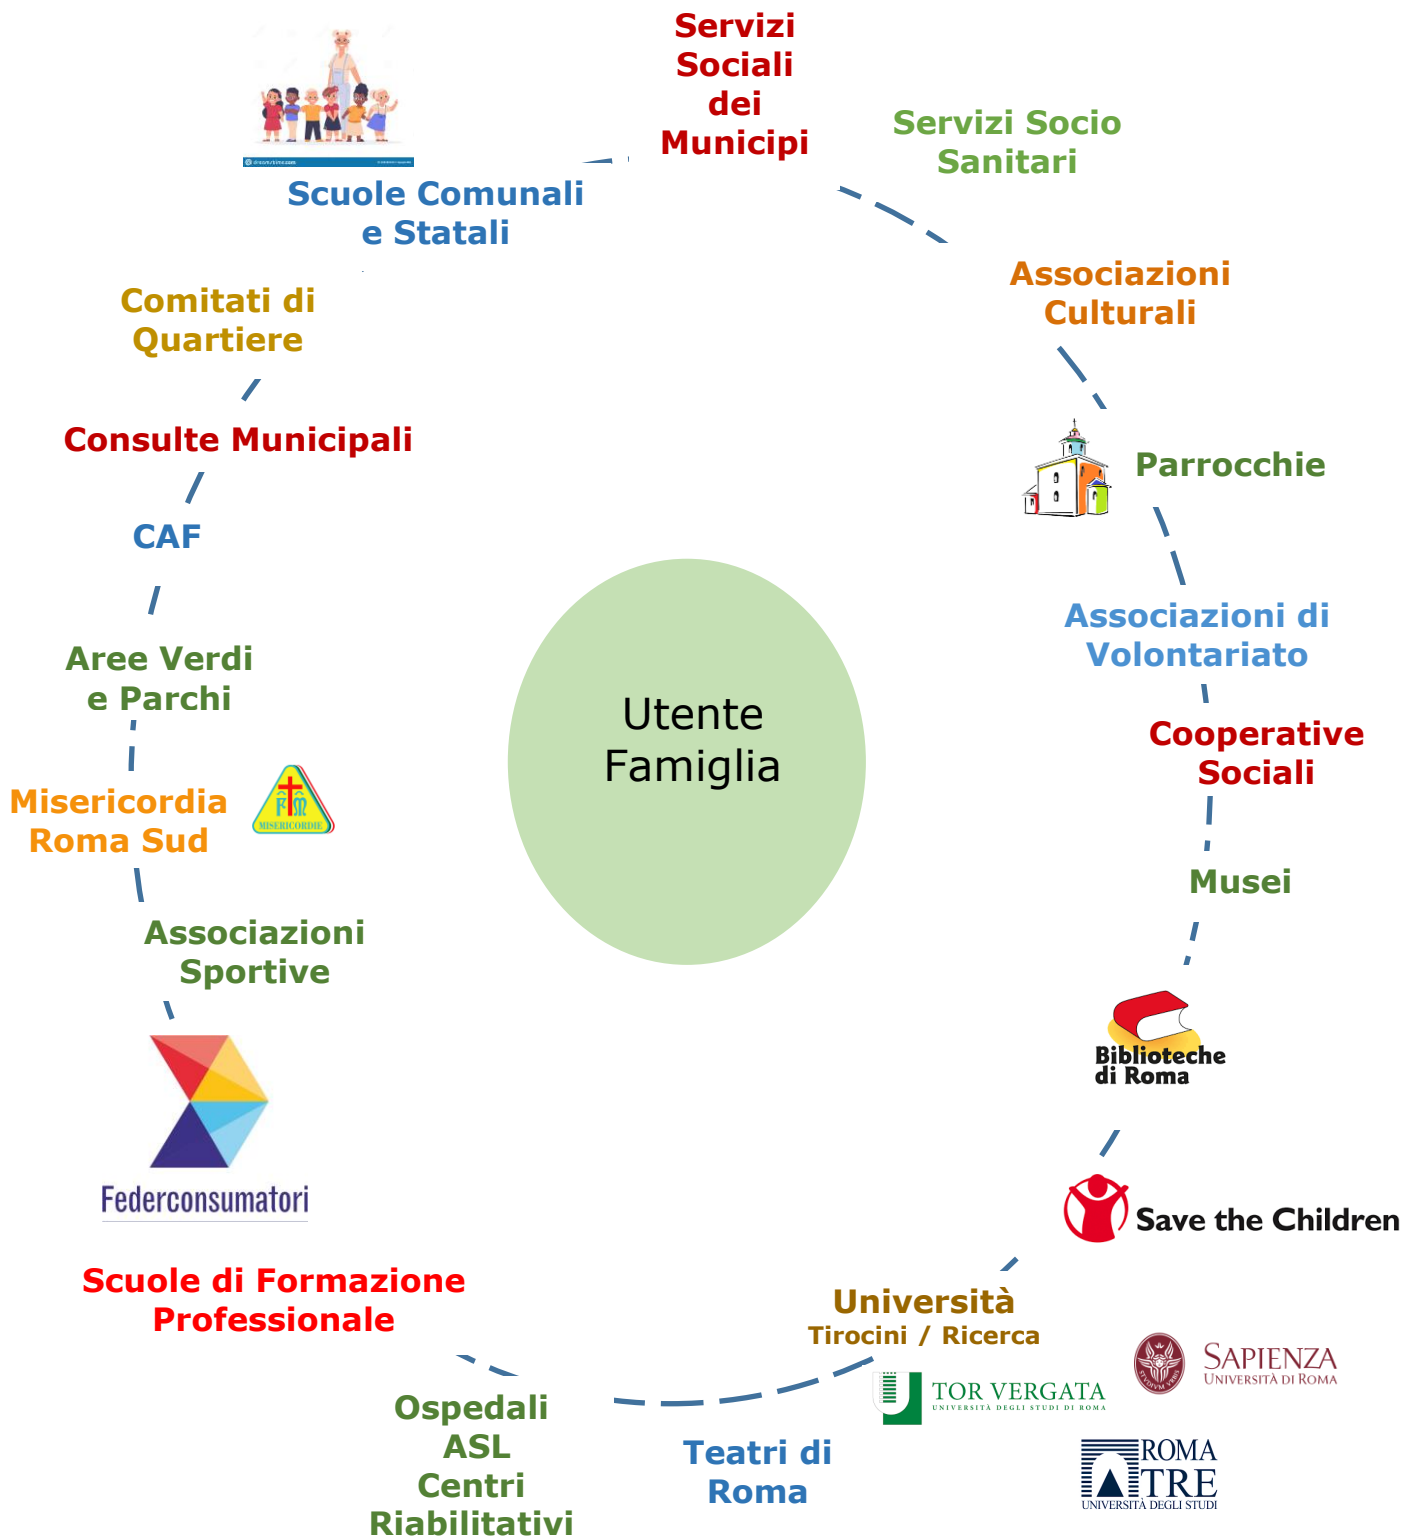 Servizi
Sociali
dei
Municipi
Servizi Socio
Sanitari
Scuole Comunali
e Statali
Associazioni
Culturali
Comitati di
Quartiere
Consulte Municipali
Parrocchie
CAF
Associazioni di
Volontariato
Aree Verdi
e Parchi
Utente
Famiglia
Cooperative
Sociali
Misericordia
Roma Sud
MISERICORDIE
Musei
Associazioni
Sportive
Biblioteche
di Roma
Federconsumatori
Save the Children
Scuole di Formazione
Professionale
Università
Tirocini / Ricerca
SAPIENZA
UNIVERSITÀ DI ROMA
TOR VERGATA
UNIVERSITÀ DEGLI STUDI DI ROMA
Ospedali
ASL
Centri
Riabilitativi
Teatri di
Roma
ROMA
TRE
UNIVERSITÀ DEGLI STUDI